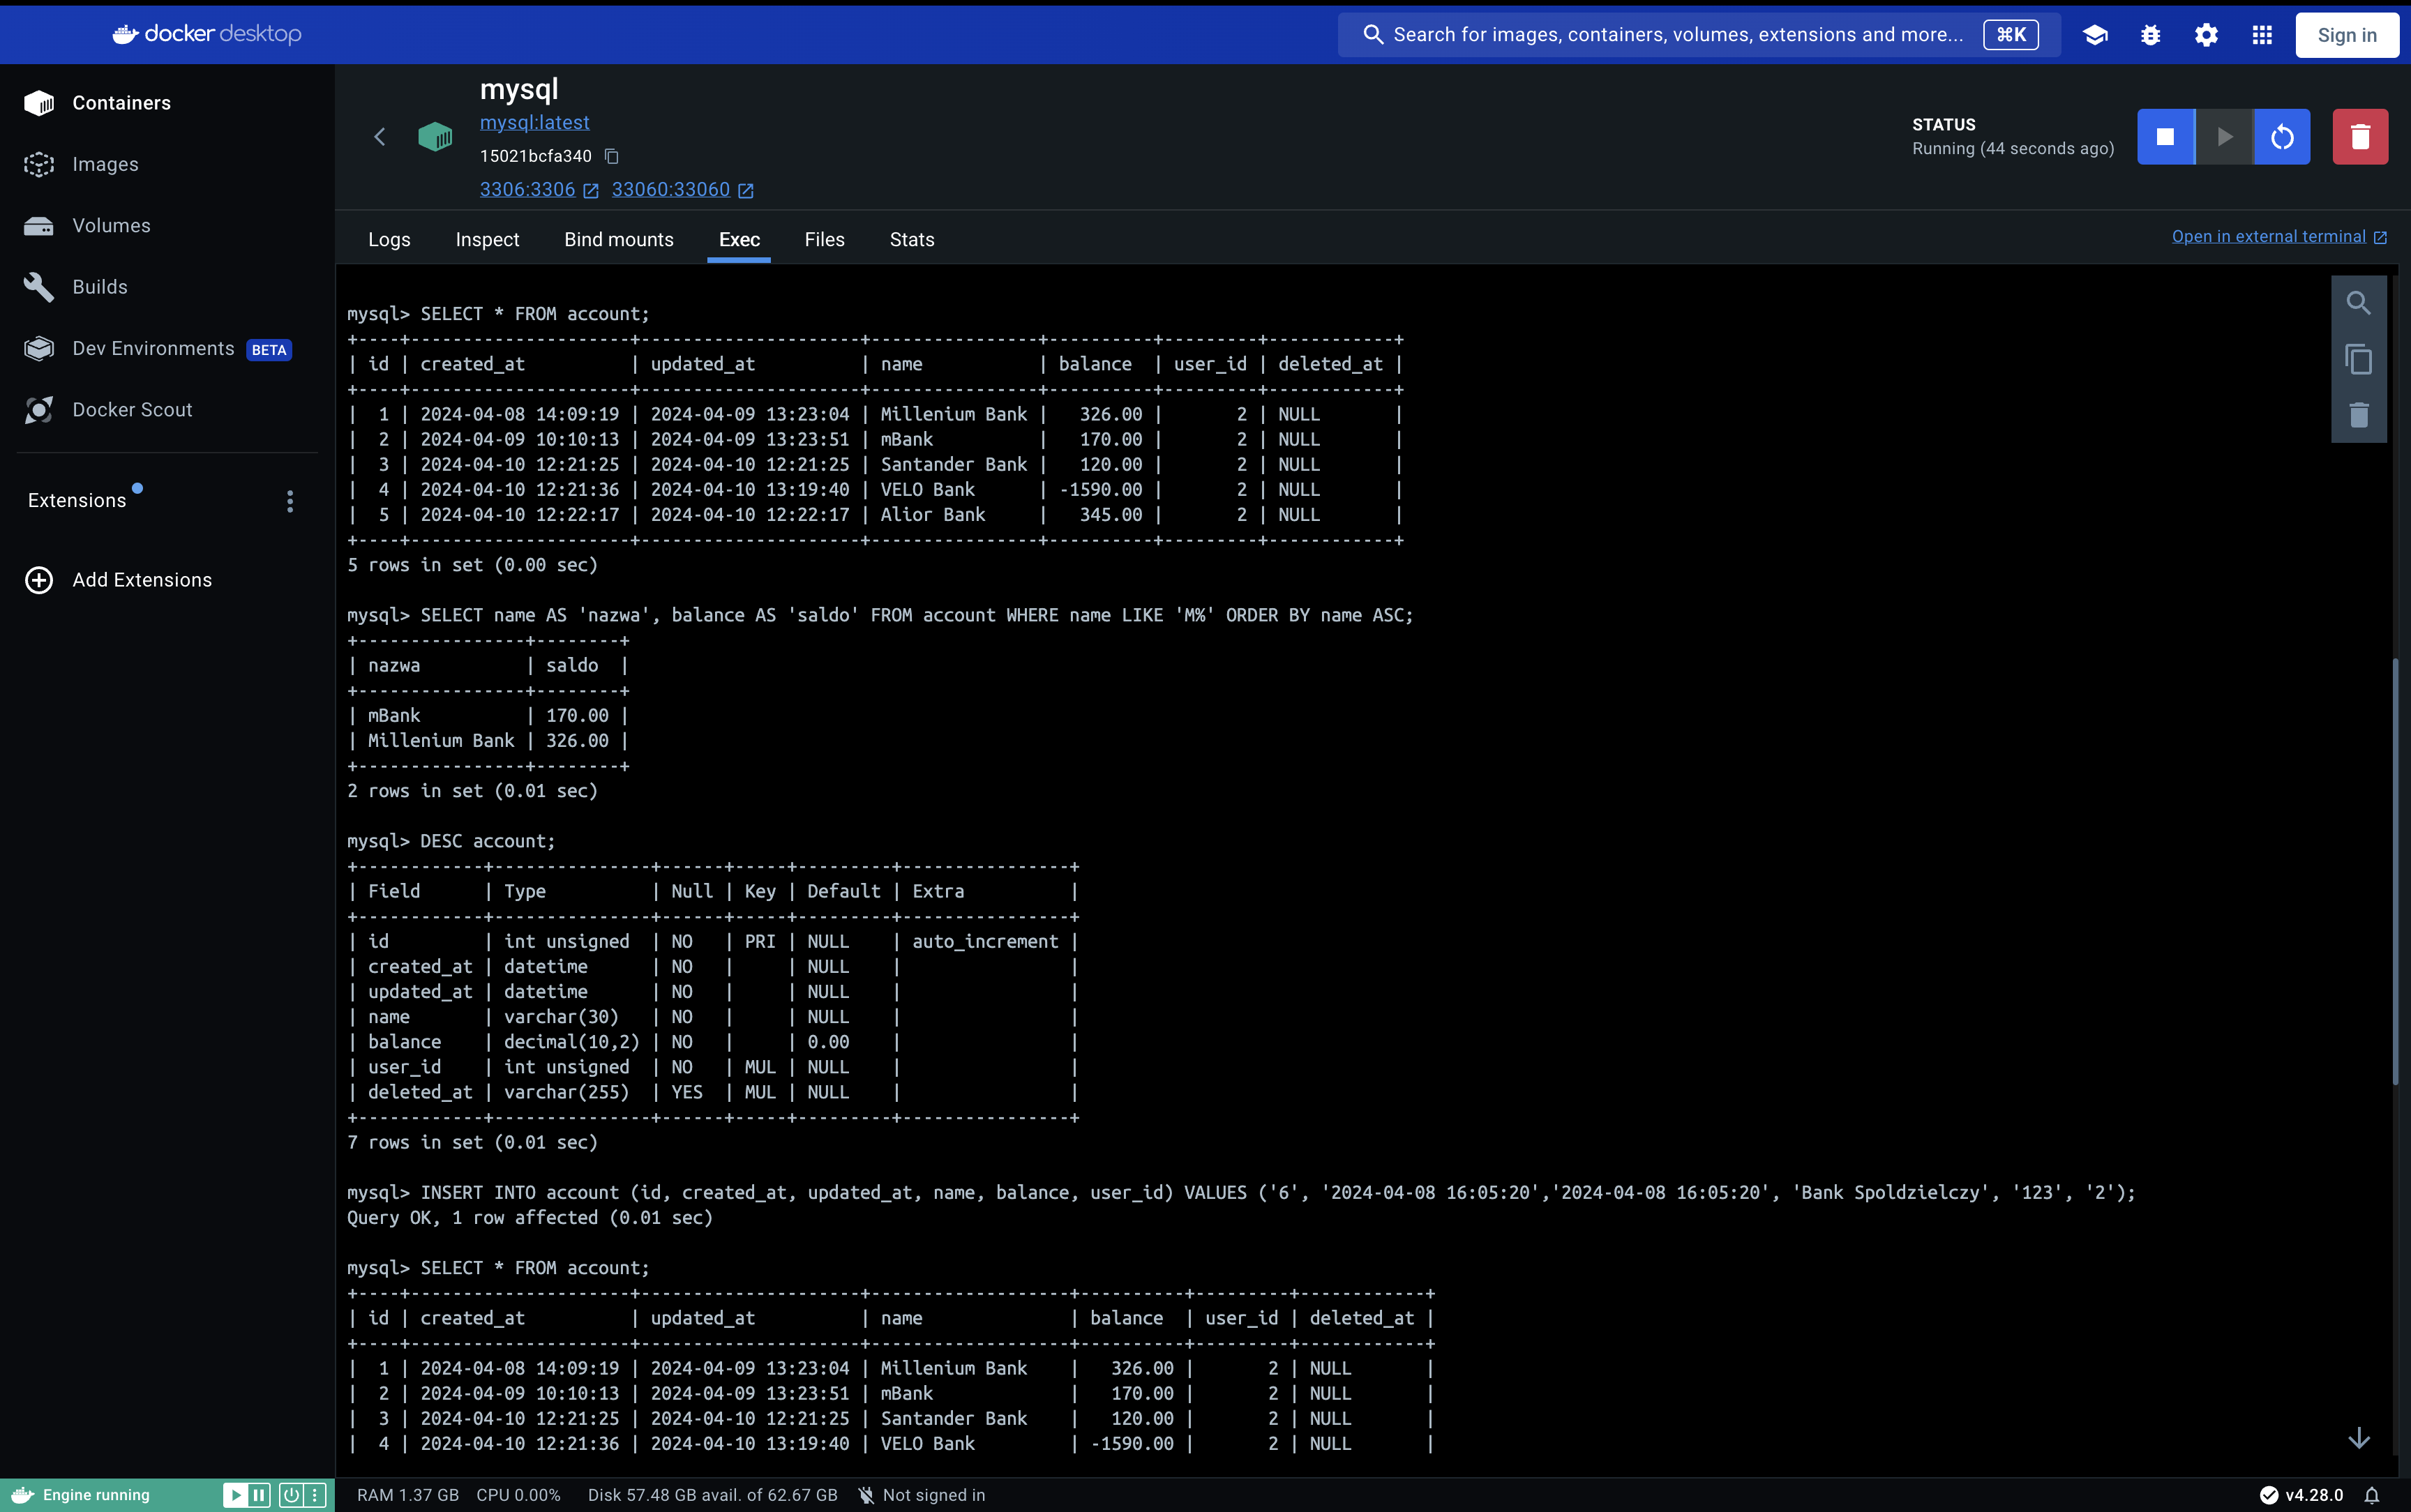 docker desktop
Search for images, containers, volumes, extensions and more... ⌘K
Sign in
Containers
Images
Volumes
Builds
Dev Environments BETA
Docker Scout
Extensions
Add Extensions
mysql
mysql:latest
15021bcfa340
3306:3306 33060:33060
STATUS
Running (44 seconds ago)
Logs Inspect Bind mounts Exec Files Stats
Open in external terminal
mysql> SELECT * FROM account;
+----+---------------------+---------------------+----------------+----------+---------+------------+
| id | created_at          | updated_at          | name           | balance  | user_id | deleted_at |
+----+---------------------+---------------------+----------------+----------+---------+------------+
|  1 | 2024-04-08 14:09:19 | 2024-04-09 13:23:04 | Millenium Bank |   326.00 |       2 | NULL       |
|  2 | 2024-04-09 10:10:13 | 2024-04-09 13:23:51 | mBank          |   170.00 |       2 | NULL       |
|  3 | 2024-04-10 12:21:25 | 2024-04-10 12:21:25 | Santander Bank |   120.00 |       2 | NULL       |
|  4 | 2024-04-10 12:21:36 | 2024-04-10 13:19:40 | VELO Bank      | -1590.00 |       2 | NULL       |
|  5 | 2024-04-10 12:22:17 | 2024-04-10 12:22:17 | Alior Bank     |   345.00 |       2 | NULL       |
+----+---------------------+---------------------+----------------+----------+---------+------------+
5 rows in set (0.00 sec)
mysql> SELECT name AS 'nazwa', balance AS 'saldo' FROM account WHERE name LIKE 'M%' ORDER BY name ASC;
+----------------+--------+
| nazwa          | saldo  |
+----------------+--------+
| mBank          | 170.00 |
| Millenium Bank | 326.00 |
+----------------+--------+
2 rows in set (0.01 sec)
mysql> DESC account;
+------------+---------------+------+-----+---------+----------------+
| Field      | Type          | Null | Key | Default | Extra          |
+------------+---------------+------+-----+---------+----------------+
| id         | int unsigned  | NO   | PRI | NULL    | auto_increment |
| created_at | datetime      | NO   |     | NULL    |                |
| updated_at | datetime      | NO   |     | NULL    |                |
| name       | varchar(30)   | NO   |     | NULL    |                |
| balance    | decimal(10,2) | NO   |     | 0.00    |                |
| user_id    | int unsigned  | NO   | MUL | NULL    |                |
| deleted_at | varchar(255)  | YES  | MUL | NULL    |                |
+------------+---------------+------+-----+---------+----------------+
7 rows in set (0.01 sec)
mysql> INSERT INTO account (id, created_at, updated_at, name, balance, user_id) VALUES ('6', '2024-04-08 16:05:20','2024-04-08 16:05:20', 'Bank Spoldzielczy', '123', '2');
Query OK, 1 row affected (0.01 sec)
mysql> SELECT * FROM account;
+----+---------------------+---------------------+-------------------+----------+---------+------------+
| id | created_at          | updated_at          | name              | balance  | user_id | deleted_at |
+----+---------------------+---------------------+-------------------+----------+---------+------------+
|  1 | 2024-04-08 14:09:19 | 2024-04-09 13:23:04 | Millenium Bank    |   326.00 |       2 | NULL       |
|  2 | 2024-04-09 10:10:13 | 2024-04-09 13:23:51 | mBank             |   170.00 |       2 | NULL       |
|  3 | 2024-04-10 12:21:25 | 2024-04-10 12:21:25 | Santander Bank    |   120.00 |       2 | NULL       |
|  4 | 2024-04-10 12:21:36 | 2024-04-10 13:19:40 | VELO Bank         | -1590.00 |       2 | NULL       |
Engine running
RAM 1.37 GB CPU 0.00% Disk 57.48 GB avail. of 62.67 GB Not signed in
v4.28.0